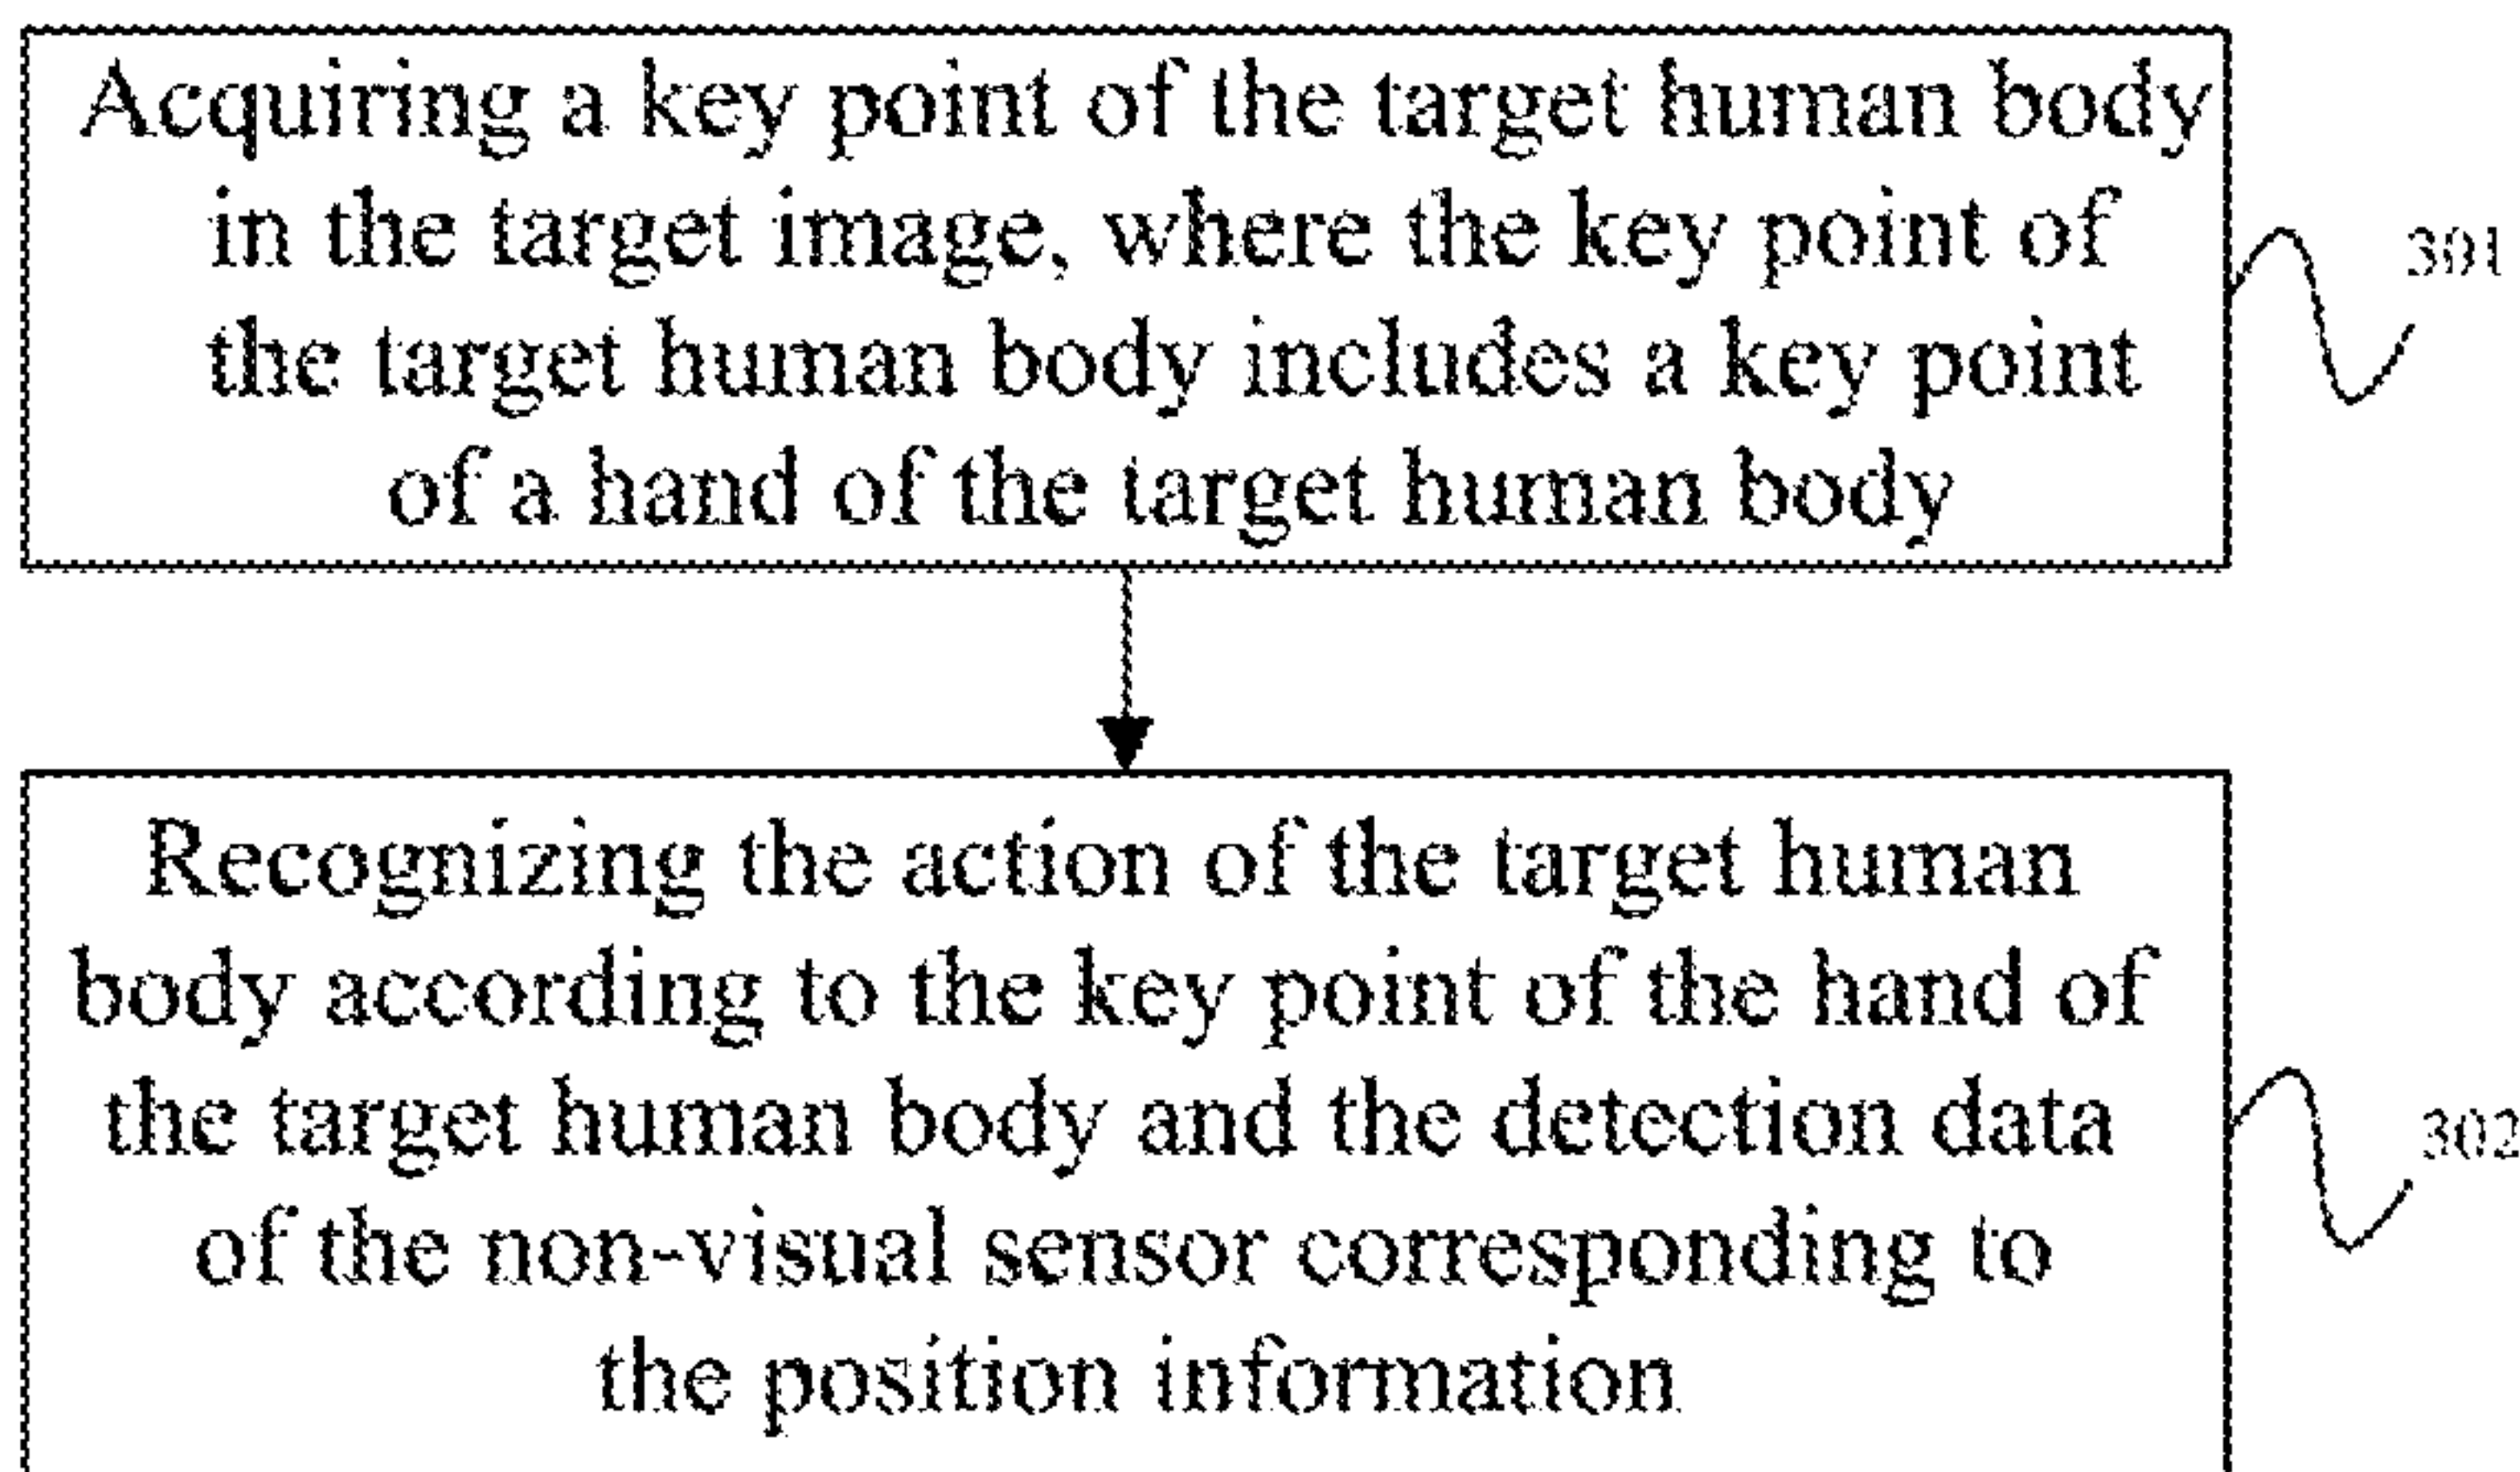 Acquiring a key point of the target human body
in the target image, where the key point of
the target human body includes a key point
of a hand of the target human body
301
Recognizing the action of the target human
body according to the key point of the hand of
the target human body and the detection data
of the non-visual sensor corresponding to
the position information
302